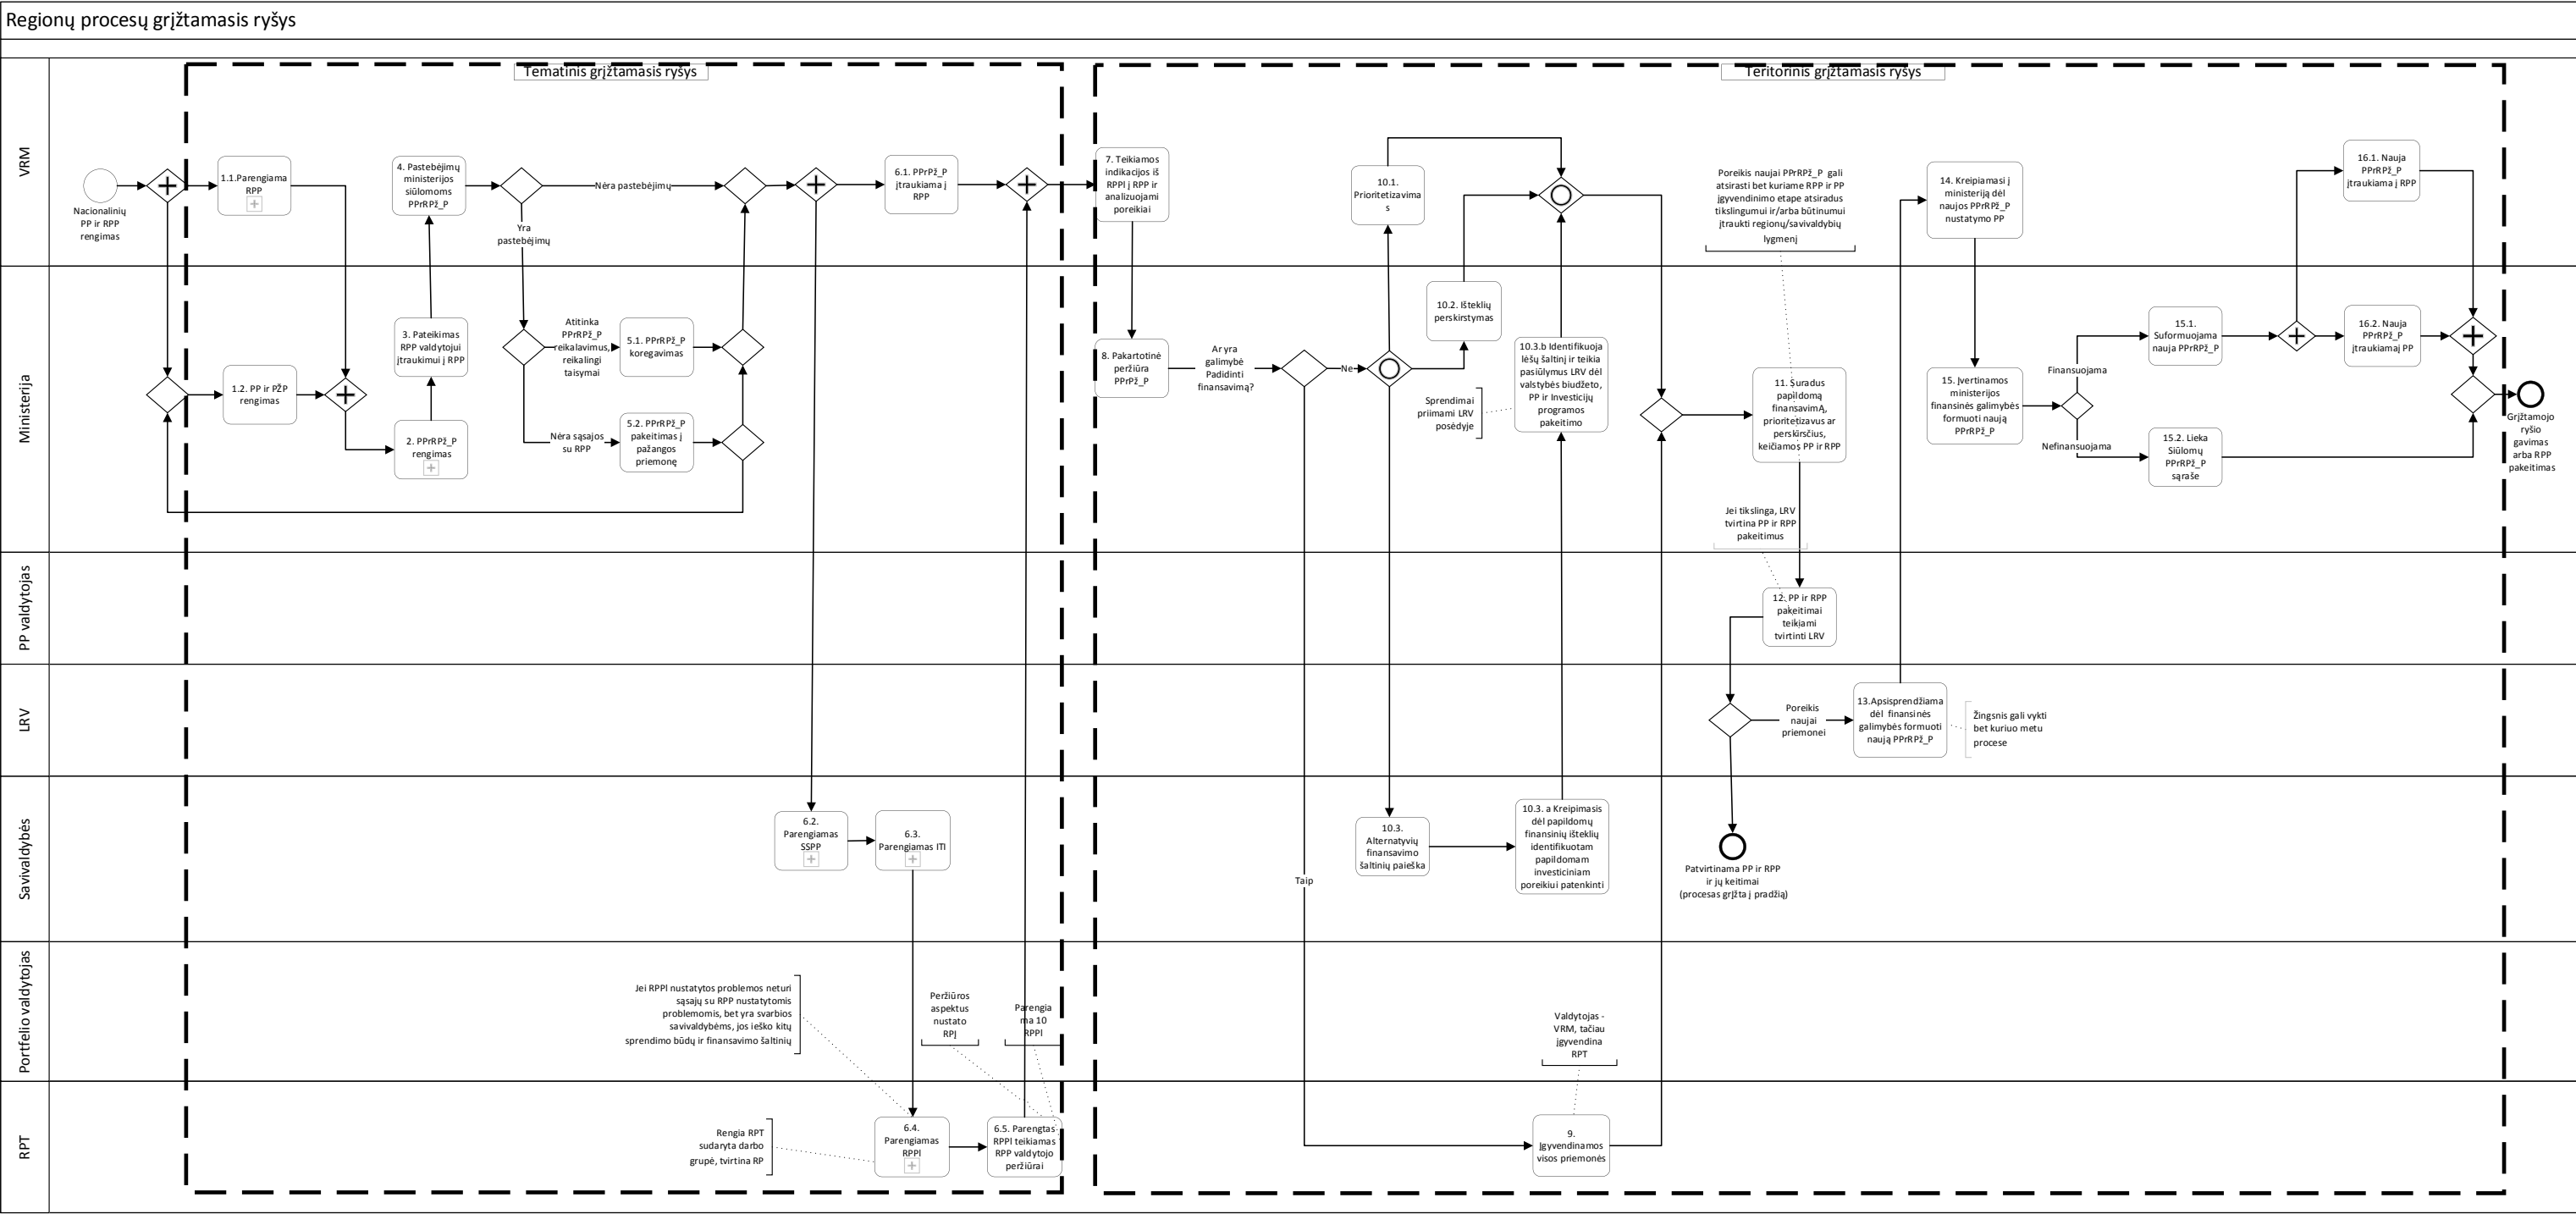 Regionų procesų grįžtamasis ryšys
Tematinis grįžtamasis ryšys
Teritorinis grįžtamasis ryšys
VRM
Nacionalinių
PP ir RPP
rengimas
1.1.Parengiama
RPP
4. Pastebėjimų
ministerijos
siūlomoms
PPrRPž_P
Nėra pastebėjimų
Yra
pastebėjimų
6.1. PPrPž_P
įtraukiama į
RPP
7. Teikiamos
indikacijos iš
RPPl į RPP ir
analizuojami
poreikiai
10.1.
Prioritetizavima
s
Poreikis naujai PPrRPž_P gali
atsirasti bet kuriame RPP ir PP
įgyvendinimo etape atsiradus
tikslingumui ir/arba būtinumui
įtraukti regionų/savivaldybių
lygmenį
14. Kreipiamasi į
ministeriją dėl
naujos PPrRPž_P
nustatymo PP
16.1. Nauja
PPrRPž_P
įtraukiama į RPP
Ministerija
1.2. PP ir PŽP
rengimas
3. Pateikimas
RPP valdytojui
įtraukimui į RPP
2. PPrRPž_P
rengimas
Atitinka
PPrRPž_P
reikalavimus,
reikalingi
taisymai
5.1. PPrRPž_P
koregavimas
Nėra sąsajos
su RPP
5.2. PPrRPž_P
pakeitimas į
pažangos
priemonę
8. Pakartotinė
peržiūra
PPrPž_P
Ar yra
galimybė
Padidinti
finansavimą?
Ne
10.2. Išteklių
perskirstymas
Sprendimai
priimami LRV
posėdyje
10.3.b Identifikuoja
lėšų šaltinį ir teikia
pasiūlymus LRV dėl
valstybės biudžeto,
PP ir Investicijų
programos
pakeitimo
11. Suradus
papildomą
finansavimĄ,
prioritetizavus ar
perskirsčius,
keičiamos PP ir RPP
Jei tikslinga, LRV
tvirtina PP ir RPP
pakeitimus
15. Įvertinamos
ministerijos
finansinės galimybės
formuoti naują
PPrRPž_P
Finansuojama
Nefinansuojama
15.1.
Suformuojama
nauja PPrRPž_P
15.2. Lieka
Siūlomų
PPrRPž_P
sąraše
16.2. Nauja
PPrRPž_P
įtraukiamaį PP
Grįžtamojo
ryšio
gavimas
arba RPP
pakeitimas
PP valdytojas
12. PP ir RPP
pakeitimai
teikiami
tvirtinti LRV
LRV
Poreikis
naujai
priemonei
13.Apsisprendžiama
dėl finansinės
galimybės formuoti
naują PPrRPž_P
Žingsnis gali vykti
bet kuriuo metu
procese
Savivaldybės
6.2.
Parengiamas
SSPP
6.3.
Parengiamas ITI
Taip
10.3.
Alternatyvių
finansavimo
šaltinių paieška
10.3. a Kreipimasis
dėl papildomų
finansinių išteklių
identifikuotam
papildomam
investiciniam
poreikiui patenkinti
Patvirtinama PP ir RPP
ir jų keitimai
(procesas grįžta į pradžią)
Portfelio valdytojas
Jei RPPl nustatytos problemos neturi
sąsajų su RPP nustatytomis
problemomis, bet yra svarbios
savivaldybėms, jos ieško kitų
sprendimo būdų ir finansavimo šaltinių
Peržiūros
aspektus
nustato
RPĮ
Parengia
ma 10
RPPl
Valdytojas -
VRM, tačiau
įgyvendina
RPT
RPT
Rengia RPT
sudaryta darbo
grupė, tvirtina RP
6.4.
Parengiamas
RPPl
6.5. Parengtas
RPPl teikiamas
RPP valdytojo
peržiūrai
9.
Įgyvendinamos
visos priemonės